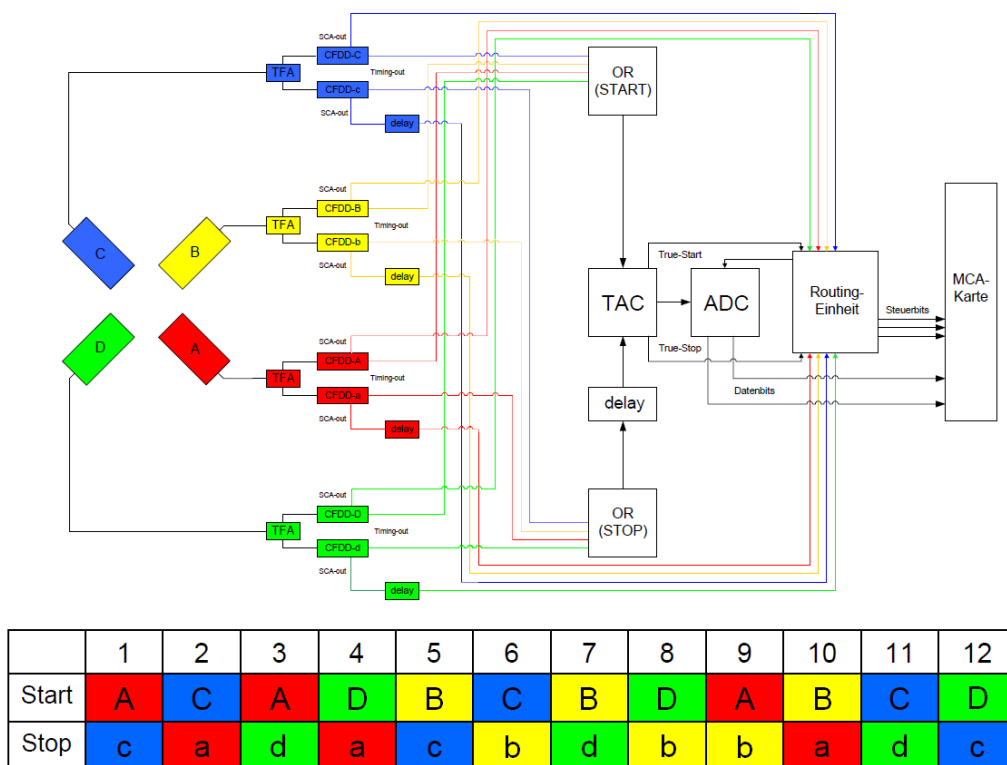 SCA-out
CFDD-C
TFA
Timing-out
CFDD-c
SCA-out
delay
OR
(START)
SCA-out
CFDD-B
TFA
Timing-out
CFDD-b
SCA-out
delay
C
B
D
A
True-Start
TAC
ADC
Routing-
Einheit
Steuerbits
MCA-
Karte
True-Stop
Datenbits
delay
SCA-out
CFDD-A
TFA
Timing-out
CFDD-a
SCA-out
delay
SCA-out
CFDD-D
TFA
Timing-out
CFDD-d
SCA-out
delay
OR
(STOP)
1 2 3 4 5 6 7 8 9 10 11 12
Start A C A D B C B D A B C D
Stop c a d a c b d b b a d c